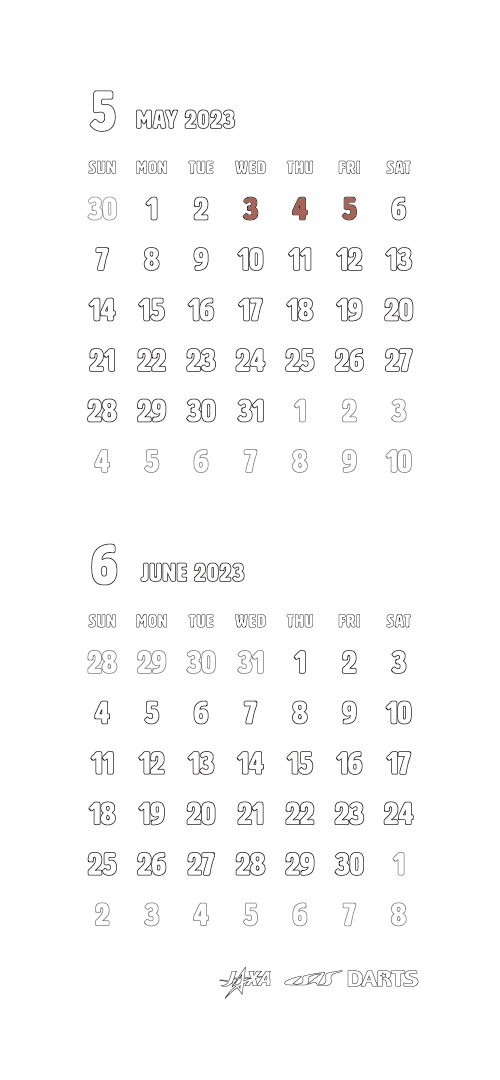 5 MAY 2023
SUN MON TUE WED THU FRI SAT
30 1 2 3 4 5 6
7 8 9 10 11 12 13
14 15 16 17 18 19 20
21 22 23 24 25 26 27
28 29 30 31 1 2 3
4 5 6 7 8 9 10
6 JUNE 2023
SUN MON TUE WED THU FRI SAT
28 29 30 31 1 2 3
4 5 6 7 8 9 10
11 12 13 14 15 16 17
18 19 20 21 22 23 24
25 26 27 28 29 30 1
2 3 4 5 6 7 8
JAXA ISAS DARTS